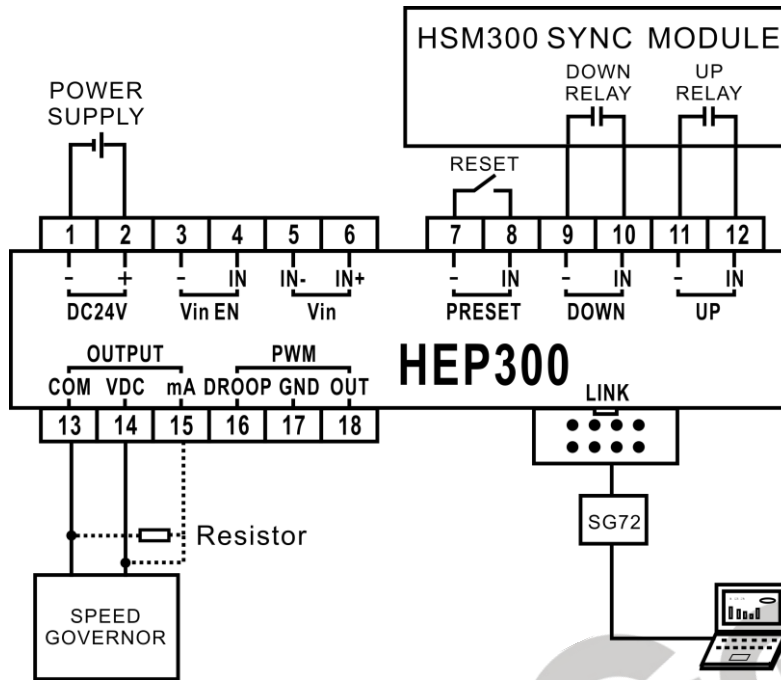 HSM300 SYNC MODULE
DOWN RELAY
UP RELAY
POWER SUPPLY
RESET
1 2 3 4 5 6 7 8 9 10 11 12
- + - IN IN- IN+ - IN - IN - IN
DC24V Vin EN Vin PRESET DOWN UP
OUTPUT PWM
HEP300
COM VDC mA DROOP GND OUT
LINK
13 14 15 16 17 18
SG72
Resistor
SPEED GOVERNOR